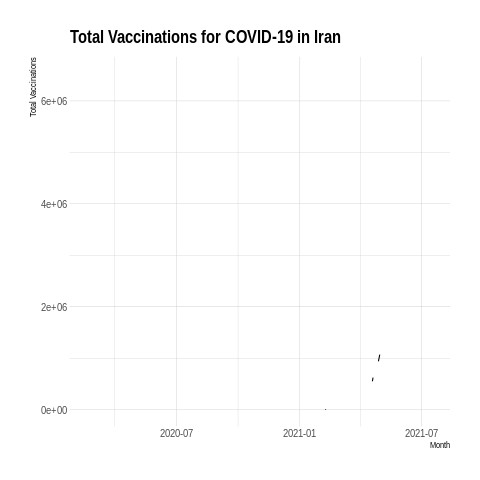 Total Vaccinations for COVID-19 in Iran
Total Vaccinations
6e+06
4e+06
2e+06
0e+00
2020-07
2021-01
2021-07
Month